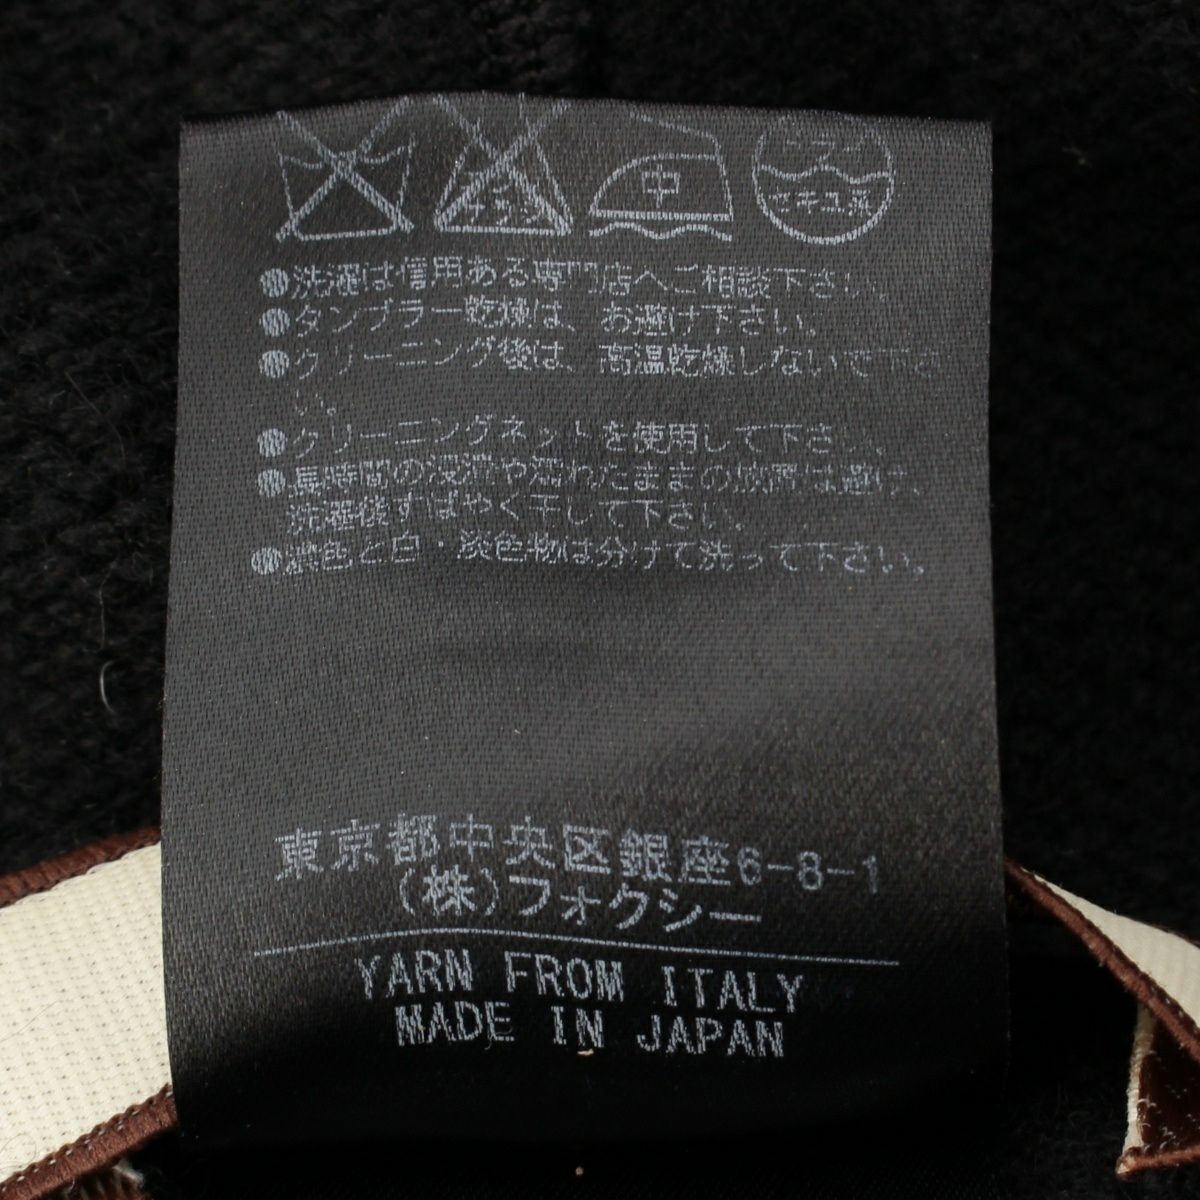 エンソ
サラシ
中
ドライ
セキユ系
●洗濯は信用ある専門店へご相談下さい。
●タンブラー乾燥は、お避け下さい。
●クリーニング後は、高温乾燥しないで下さ
い。
●クリーニングネットを使用して下さい。
●長時間の浸漬や濡れたままの放置は避け、
洗濯後すばやく干して下さい。
●濃色と白・淡色物は分けて洗って下さい。
東京都中央区銀座6-8-1
(株)フォクシー
YARN FROM ITALY
MADE IN JAPAN